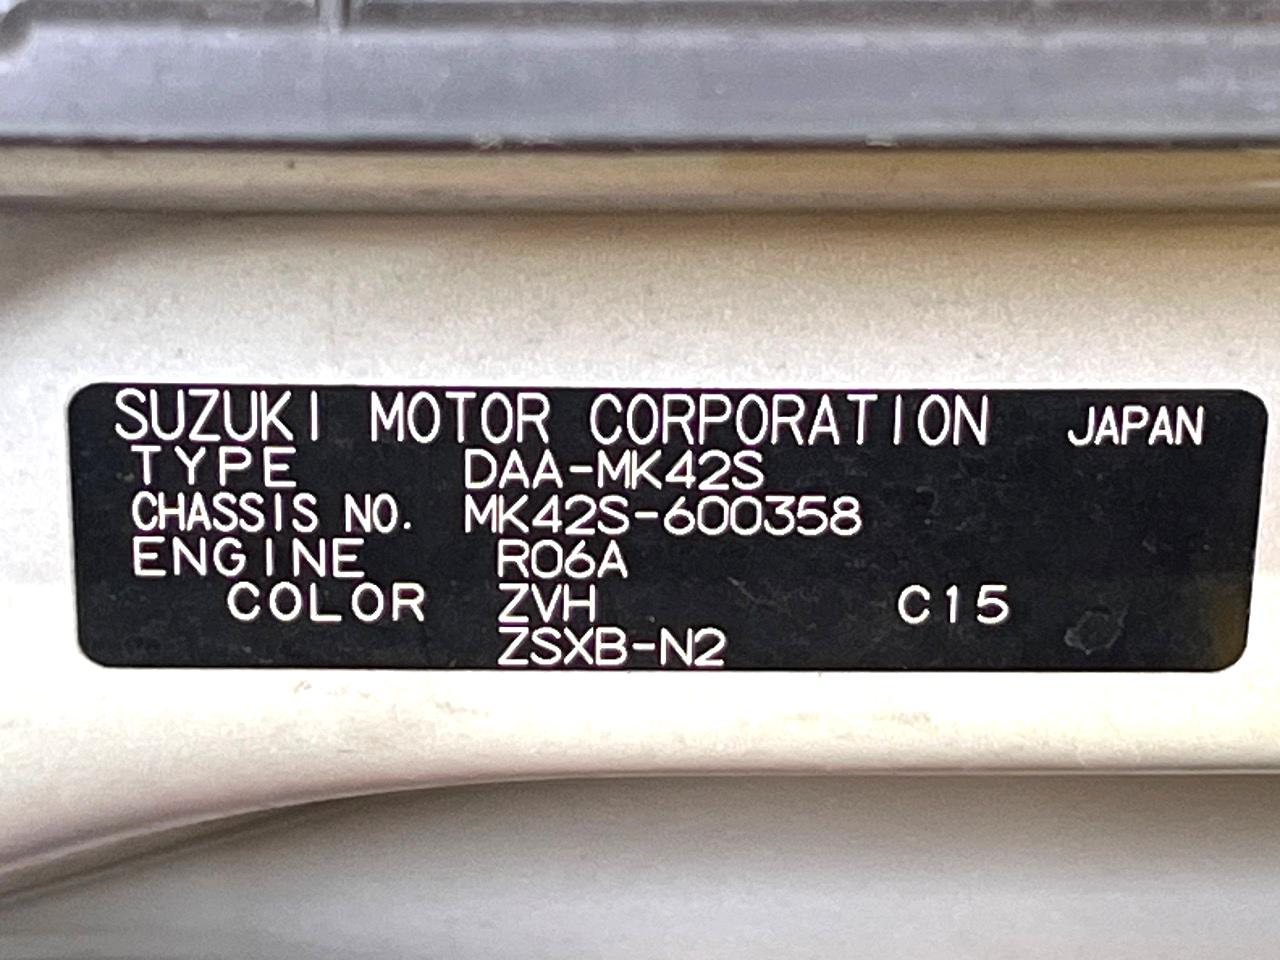 SUZUKI MOTOR CORPORATION JAPAN
TYPE DAA-MK42S
CHASSIS NO. MK42S-600358
ENGINE R06A
COLOR ZVH C15
ZSXB-N2